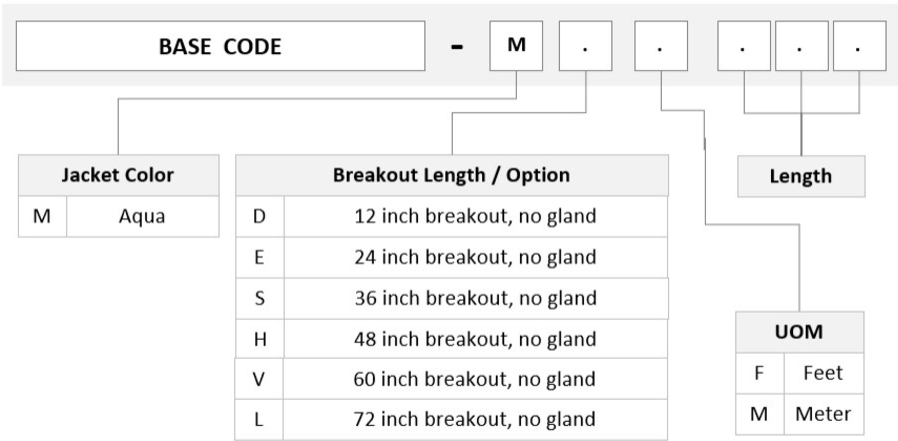 BASE CODE - M . . . . .
Jacket Color
M Aqua
Breakout Length / Option
D 12 inch breakout, no gland
E 24 inch breakout, no gland
S 36 inch breakout, no gland
H 48 inch breakout, no gland
V 60 inch breakout, no gland
L 72 inch breakout, no gland
Length
UOM
F Feet
M Meter